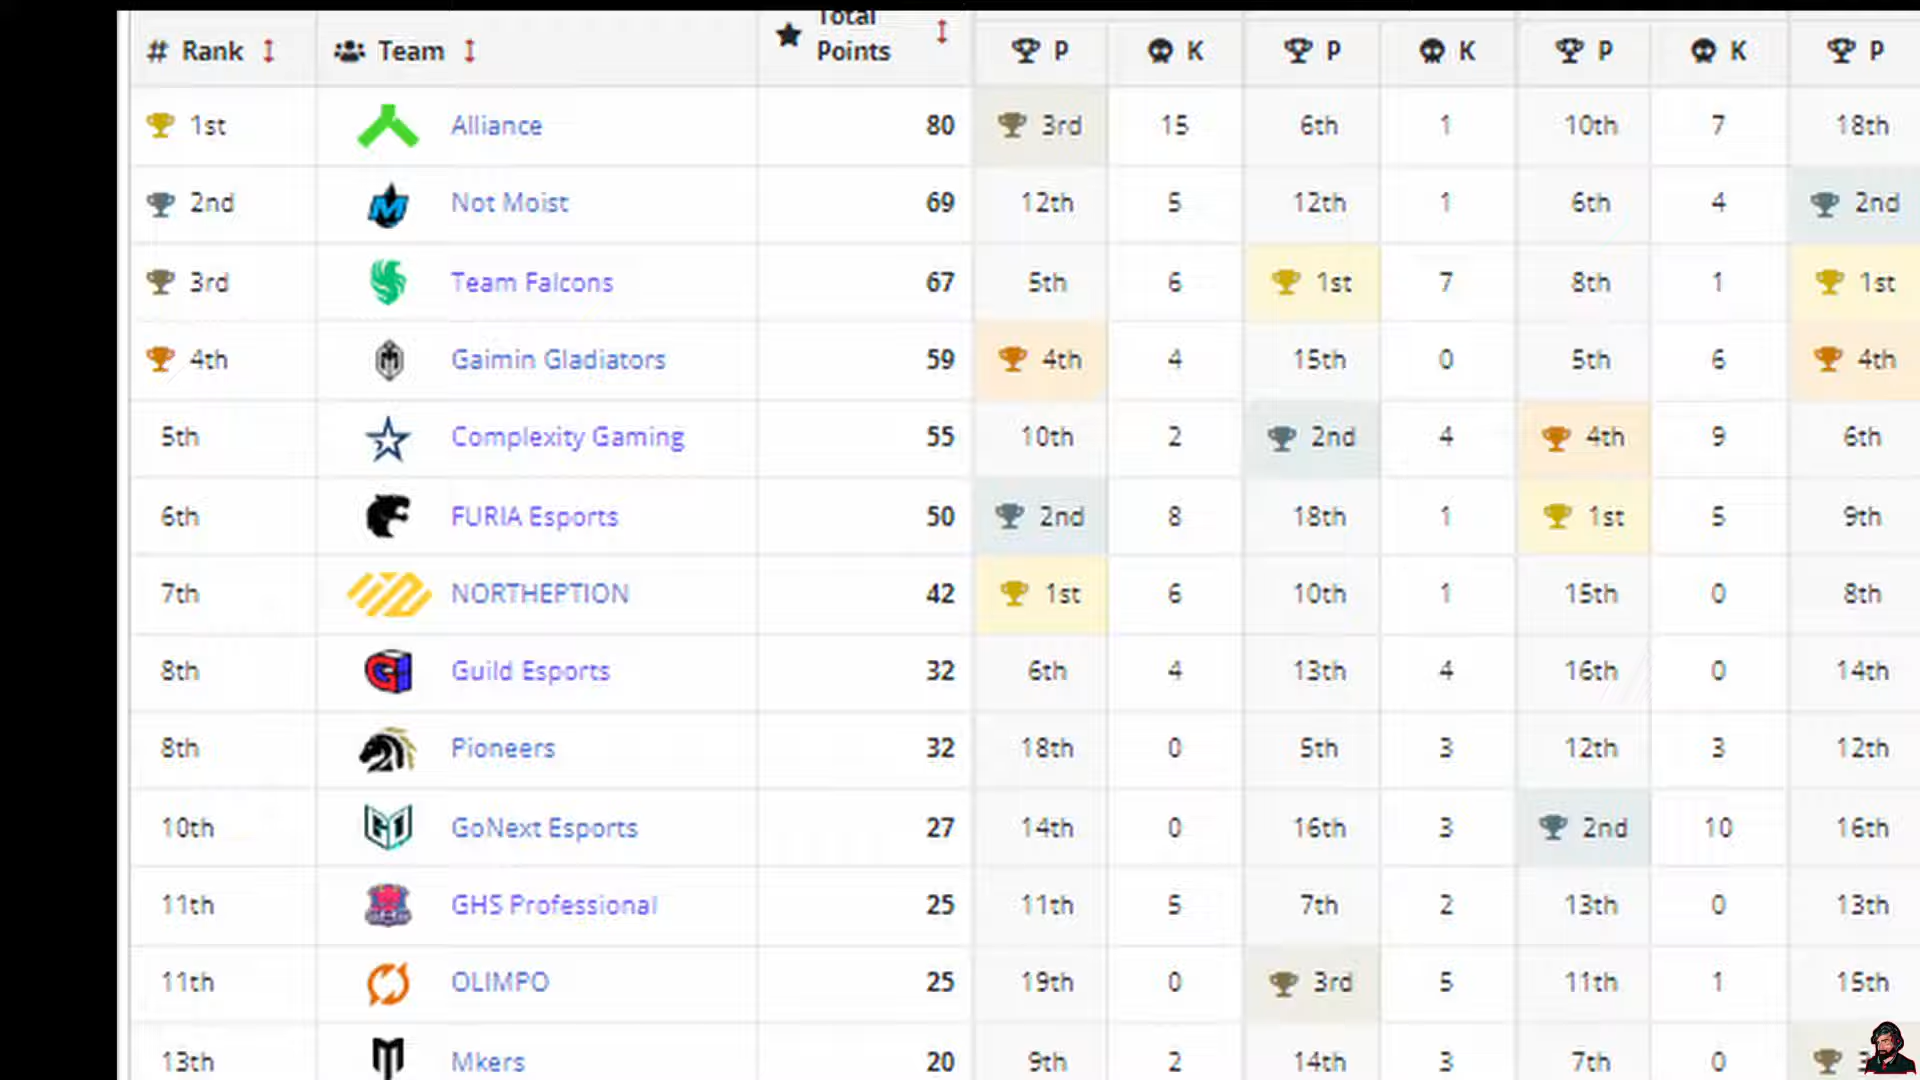 # Rank Team Total Points P K P K P K P
1st Alliance 80 3rd 15 6th 1 10th 7 18th
2nd Not Moist 69 12th 5 12th 1 6th 4 2nd
3rd Team Falcons 67 5th 6 1st 7 8th 1 1st
4th Gaimin Gladiators 59 4th 4 15th 0 5th 6 4th
5th Complexity Gaming 55 10th 2 2nd 4 4th 9 6th
6th FURIA Esports 50 2nd 8 18th 1 1st 5 9th
7th NORTHEPTION 42 1st 6 10th 1 15th 0 8th
8th Guild Esports 32 6th 4 13th 4 16th 0 14th
8th Pioneers 32 18th 0 5th 3 12th 3 12th
10th GoNext Esports 27 14th 0 16th 3 2nd 10 16th
11th GHS Professional 25 11th 5 7th 2 13th 0 13th
11th OLIMPO 25 19th 0 3rd 5 11th 1 15th
13th Mkers 20 9th 2 14th 3 7th 0